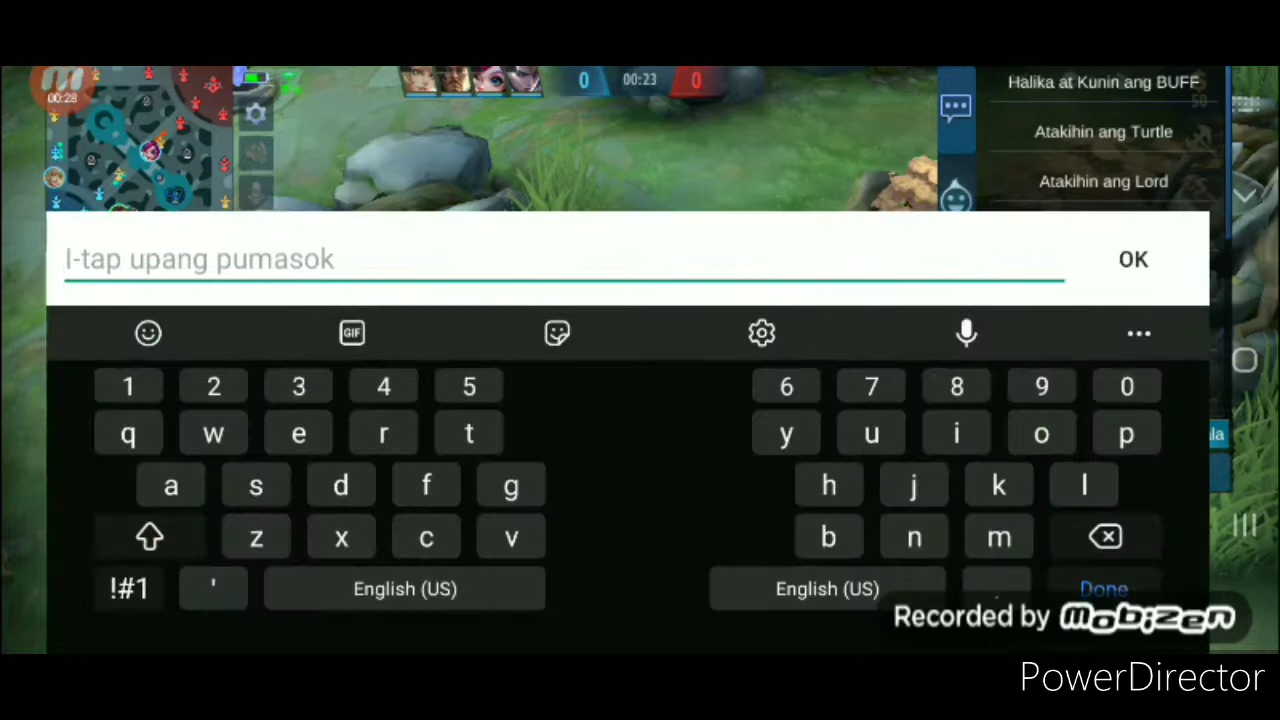 00:28
0 00:23 0
Halika at Kunin ang BUFF
50
Atakihin ang Turtle
Atakihin ang Lord
I-tap upang pumasok
OK
GIF
1 2 3 4 5 6 7 8 9 0
q w e r t y u i o p
a s d f g h j k l
z x c v b n m
!#1 ' English (US) English (US) . Done
la
Recorded by mobizen
PowerDirector